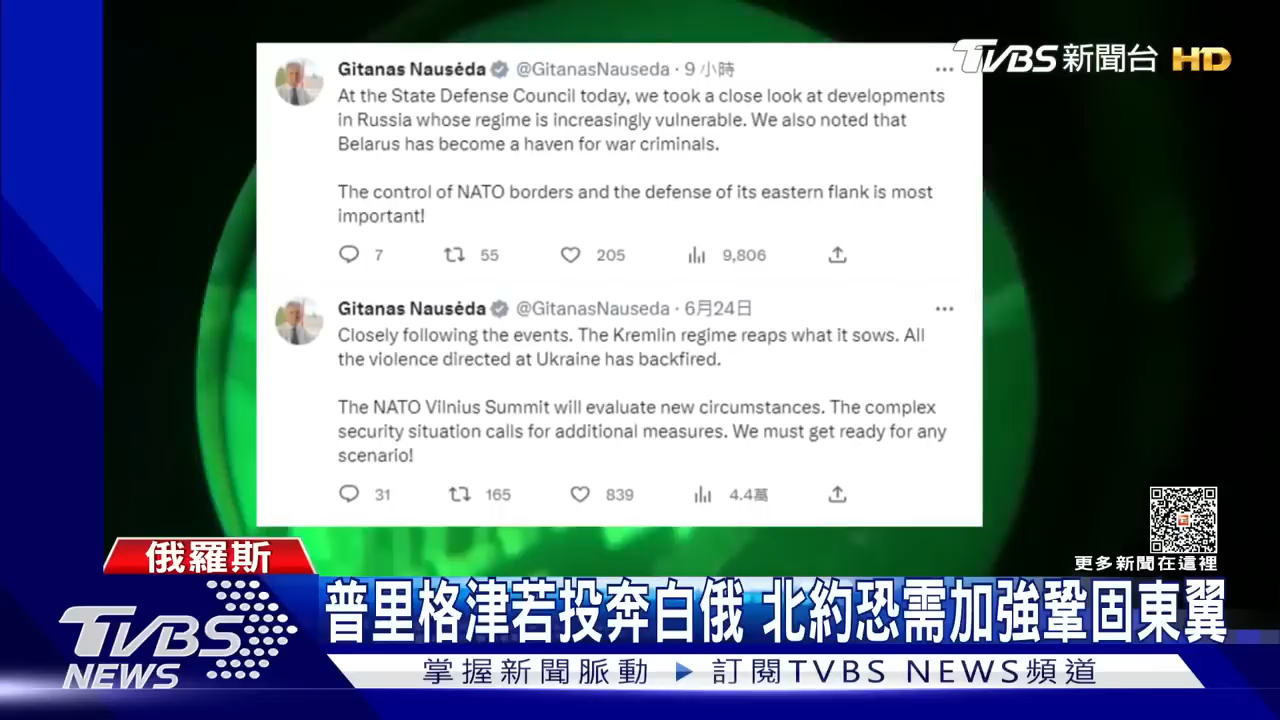 TVBS新聞台 HD
Gitanas Nausėda @GitanasNauseda · 9 小時
At the State Defense Council today, we took a close look at developments
in Russia whose regime is increasingly vulnerable. We also noted that
Belarus has become a haven for war criminals.
The control of NATO borders and the defense of its eastern flank is most
important!
7 55 205 9,806
Gitanas Nausėda @GitanasNauseda · 6月24日
Closely following the events. The Kremlin regime reaps what it sows. All
the violence directed at Ukraine has backfired.
The NATO Vilnius Summit will evaluate new circumstances. The complex
security situation calls for additional measures. We must get ready for any
scenario!
31 165 839 4.4萬
更多新聞在這裡
俄羅斯
普里格津若投奔白俄 北約恐需加強鞏固東翼
TVBS
NEWS
掌握新聞脈動 ▶ 訂閱TVBS NEWS頻道